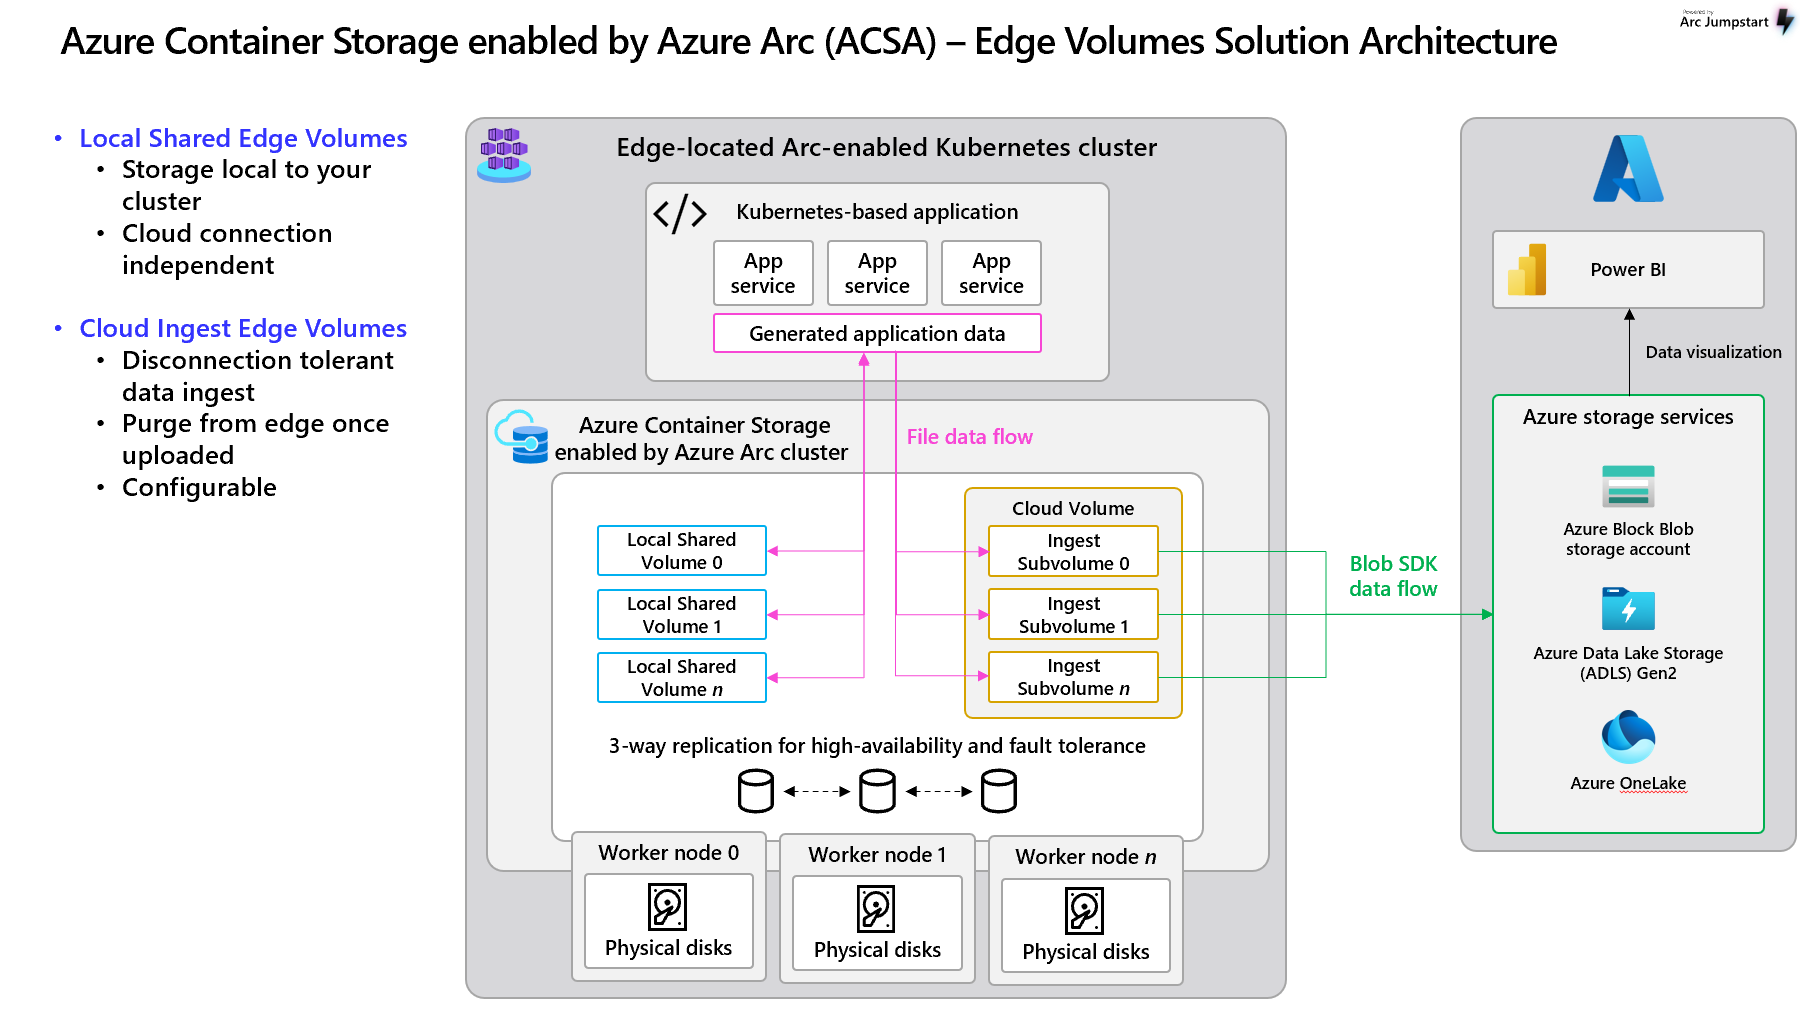 Powered by
Arc Jumpstart
Azure Container Storage enabled by Azure Arc (ACSA) – Edge Volumes Solution Architecture
• Local Shared Edge Volumes
• Storage local to your
cluster
• Cloud connection
independent
• Cloud Ingest Edge Volumes
• Disconnection tolerant
data ingest
• Purge from edge once
uploaded
• Configurable
Edge-located Arc-enabled Kubernetes cluster
</>
Kubernetes-based application
App
service
App
service
App
service
Generated application data
Azure Container Storage
enabled by Azure Arc cluster
File data flow
Local Shared
Volume 0
Local Shared
Volume 1
Local Shared
Volume n
Cloud Volume
Ingest
Subvolume 0
Ingest
Subvolume 1
Ingest
Subvolume n
3-way replication for high-availability and fault tolerance
Worker node 0
Physical disks
Worker node 1
Physical disks
Worker node n
Physical disks
Blob SDK
data flow
Power BI
Data visualization
Azure storage services
Azure Block Blob
storage account
Azure Data Lake Storage
(ADLS) Gen2
Azure OneLake